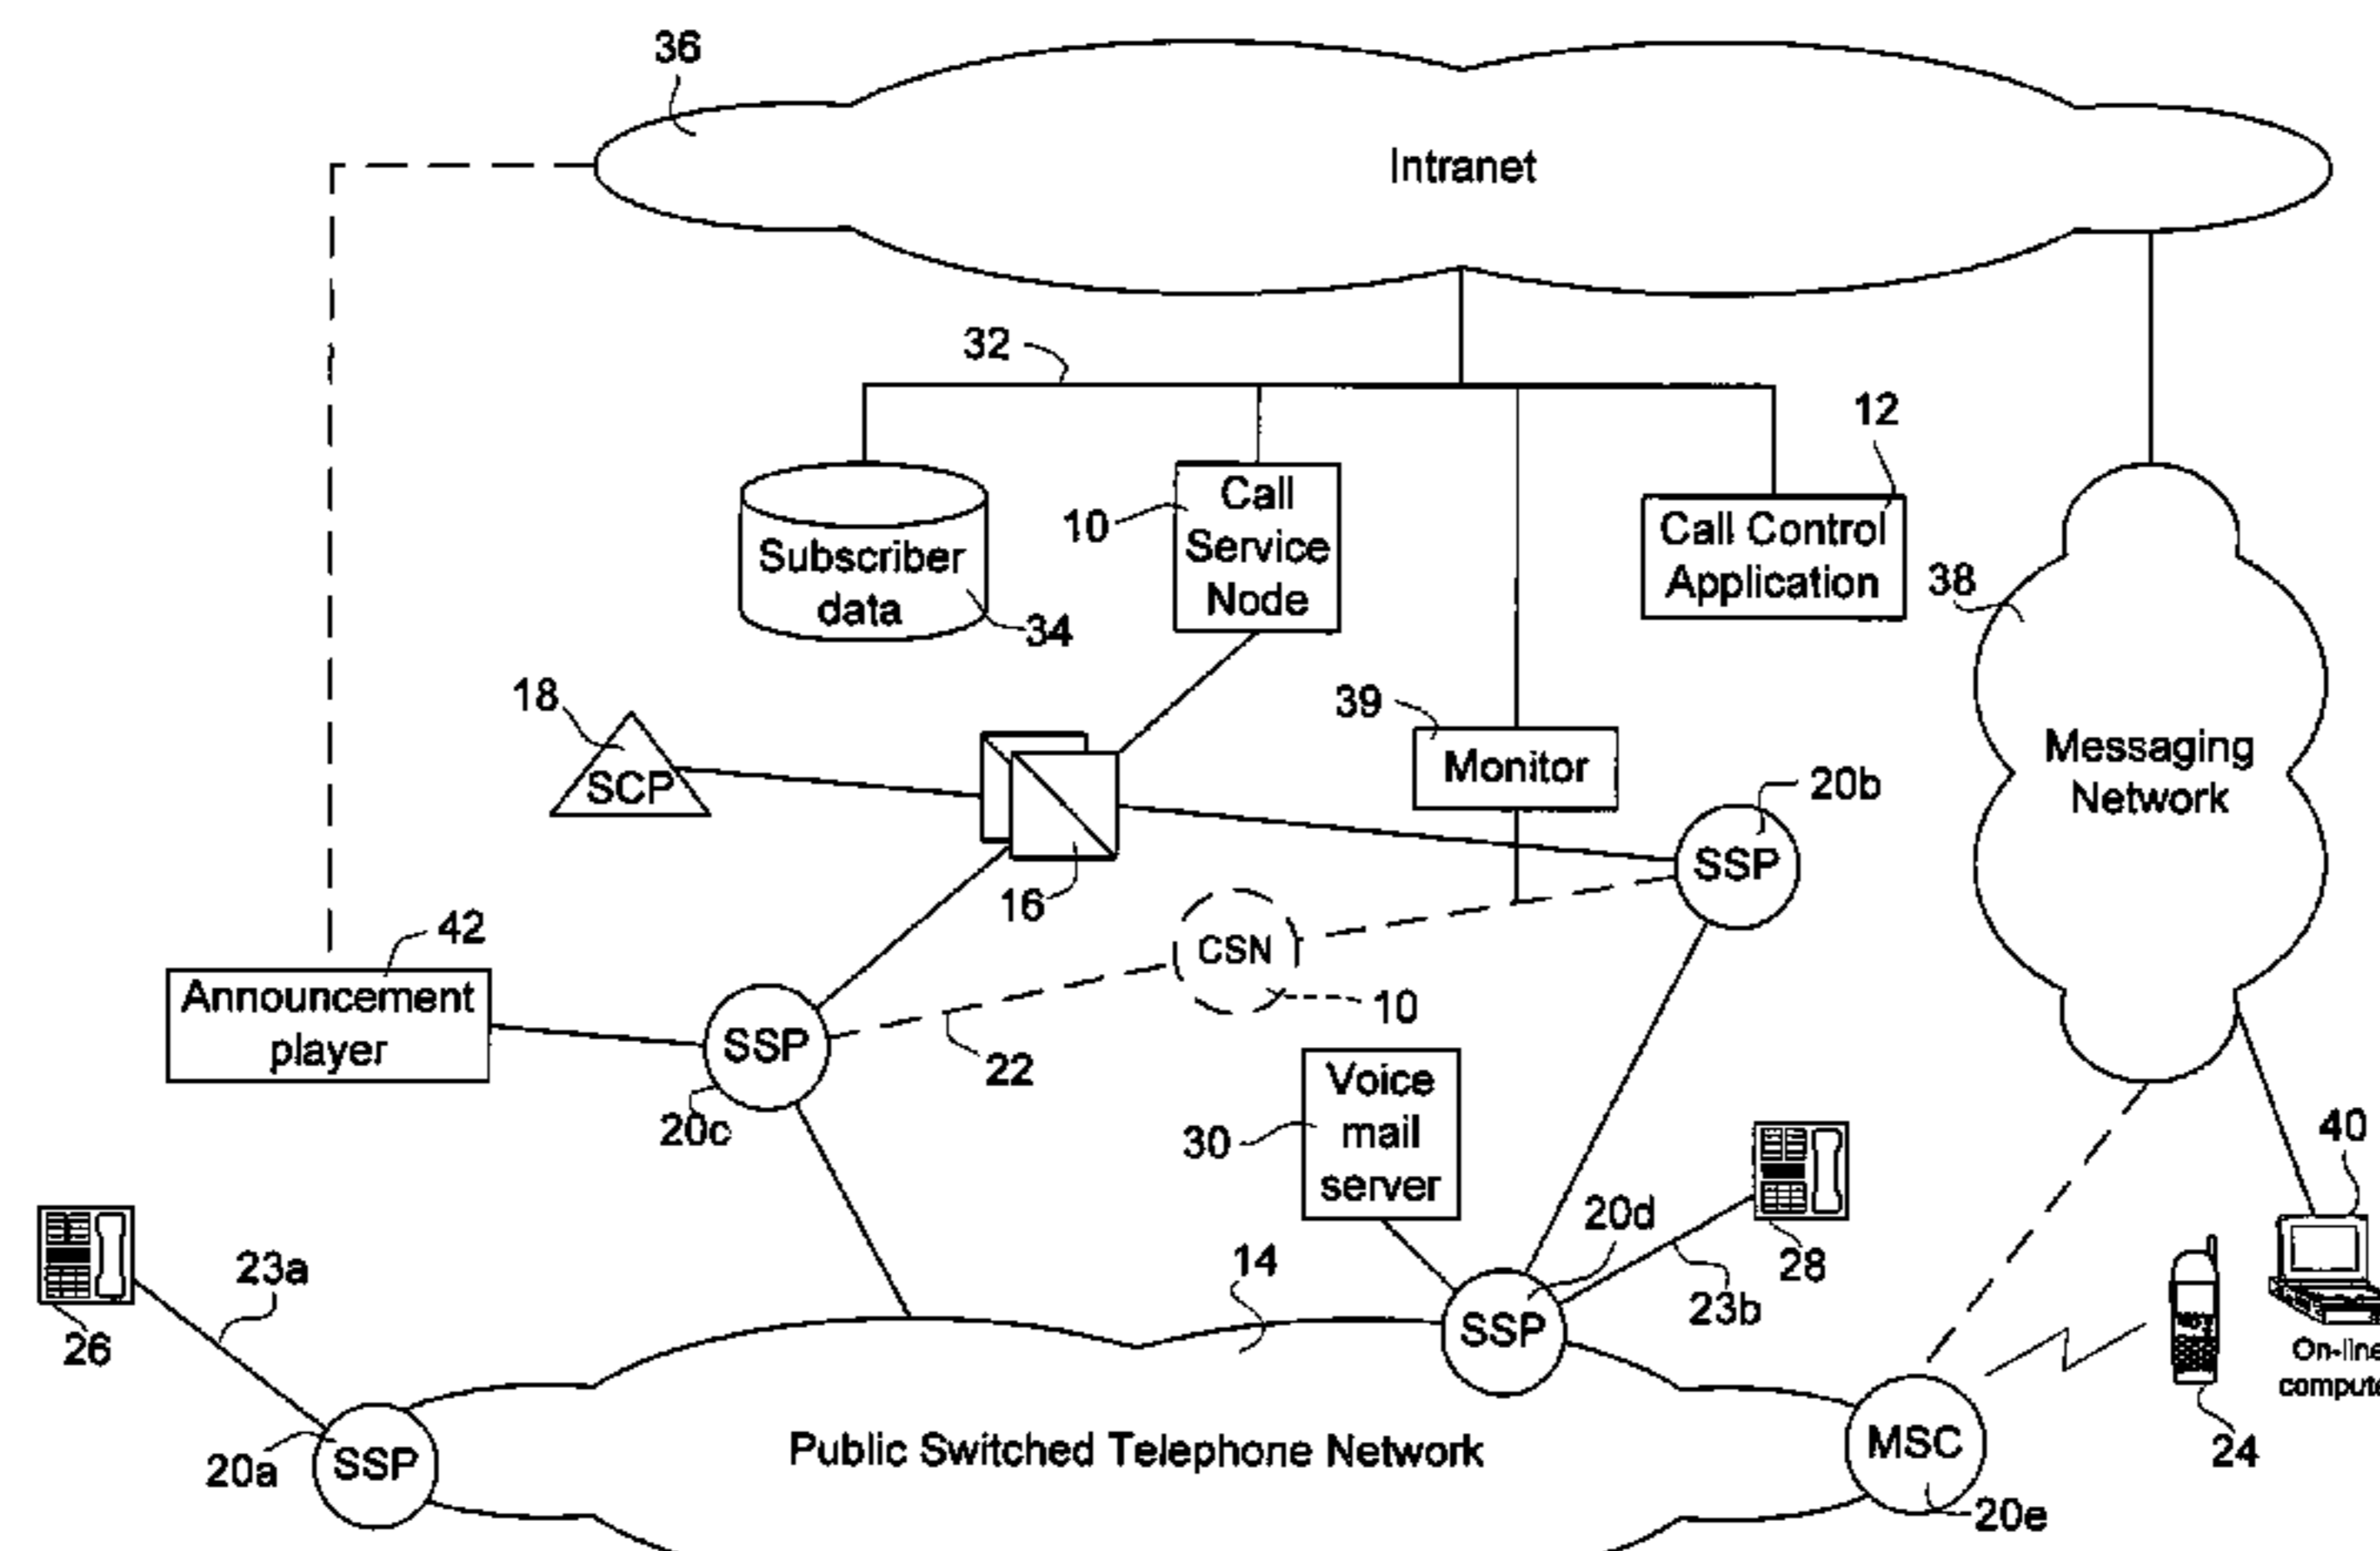 36
Intranet
32
12
Call
Service
Node
10
Call Control
Application
Subscriber
data
34
38
18
SCP
39
Monitor
Messaging
Network
20b
SSP
16
42
CSN
10
Announcement
player
SSP
22
20c
Voice
mail
server
30
40
20d
28
23a
14
23b
26
SSP
On-line
compute
24
20a
SSP
Public Switched Telephone Network
MSC
20e